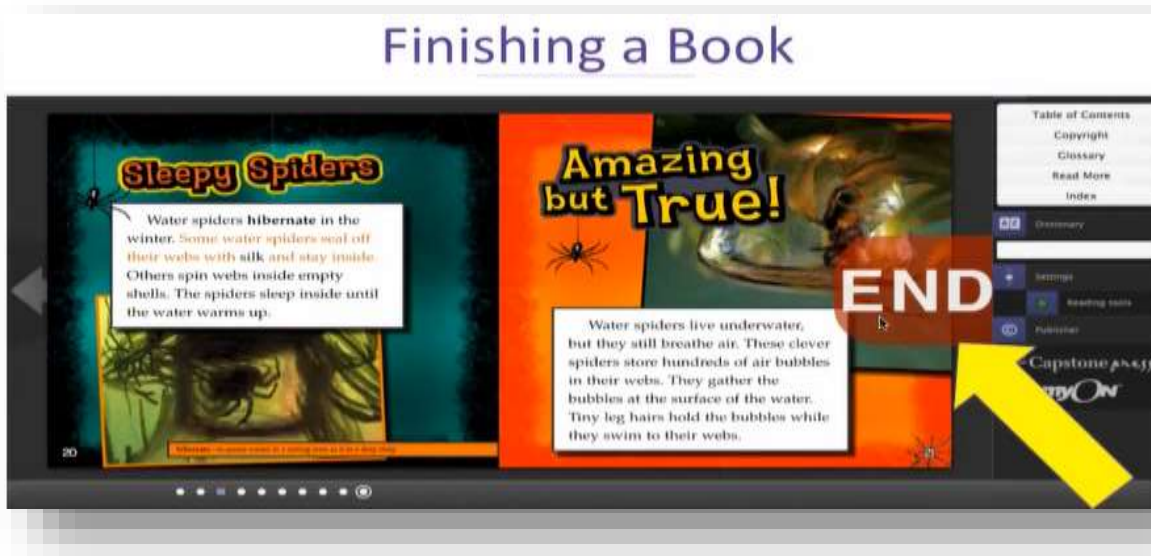 Finishing a Book
Sleepy Spiders
Water spiders hibernate in the
winter. Some water spiders seal off
their webs with silk and stay inside.
Others spin webs inside empty
shells. The spiders sleep inside until
the water warms up.
20
Amazing
but True!
END
Water spiders live underwater,
but they still breathe air. These clever
spiders store hundreds of air bubbles
in their webs. They gather the
bubbles at the surface of the water.
Tiny leg hairs hold the bubbles while
they swim to their webs.
Table of Contents
Copyright
Glossary
Read More
Index
Dictionary
Settings
Reading tools
Publisher
Capstone press
myON